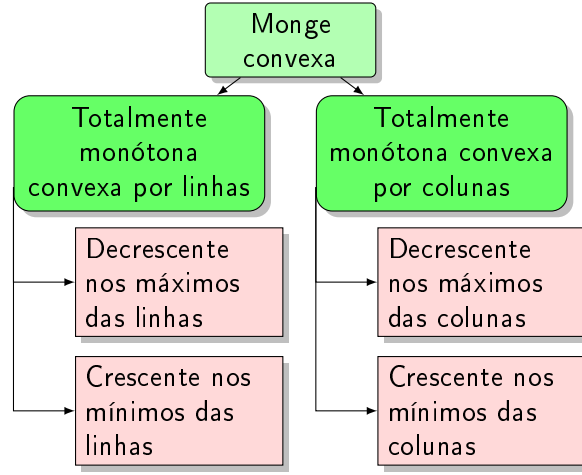 Monge
convexa
Totalmente
monótona
convexa por linhas
Totalmente
monótona convexa
por colunas
Decrescente
nos máximos
das linhas
Decrescente
nos máximos
das colunas
Crescente nos
mínimos das
linhas
Crescente nos
mínimos das
colunas